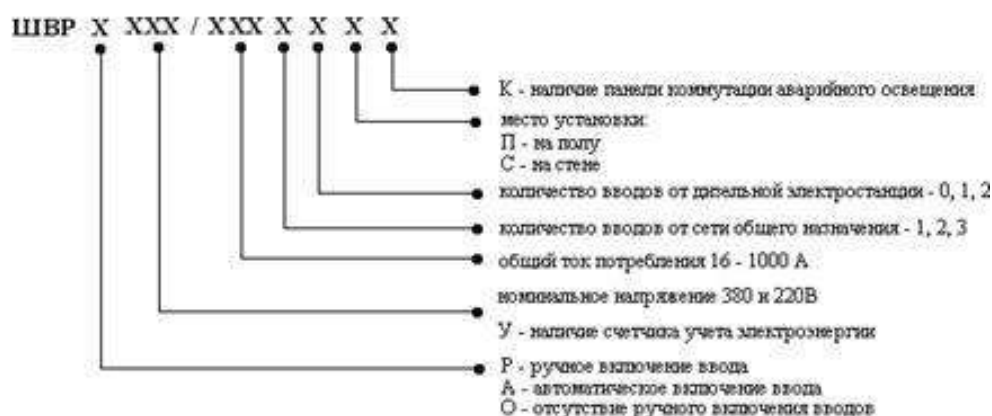 ШВР Х ХХХ / ХХХ Х Х Х Х
К - наличие панели коммутации аварийного освещения
место установки:
П - на полу
С - на стене
количество вводов от дизельной электростанции - 0, 1, 2
количество вводов от сети общего назначения - 1, 2, 3
общий ток потребления 16 - 1000 А
номинальное напряжение 380 и 220В
У - наличие счетчика учета электроэнергии
Р - ручное включение ввода
А - автоматическое включение ввода
О - отсутствие ручного включения вводов